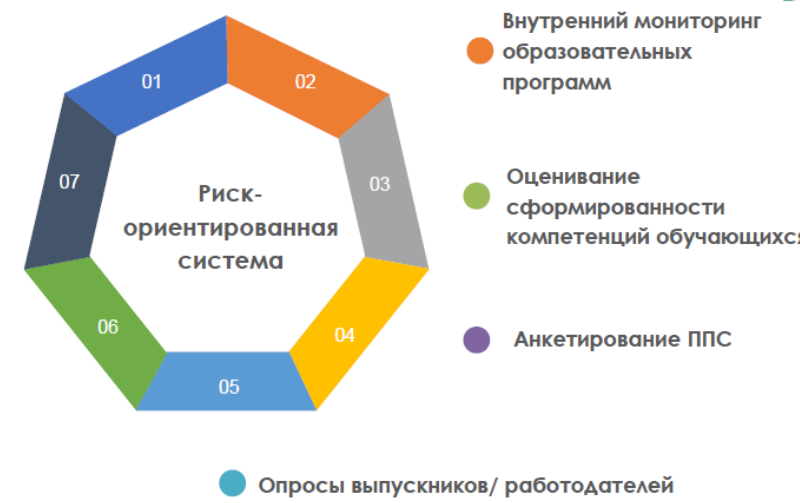 01
02
03
04
05
06
07
Риск-
ориентированная
система
Внутренний мониторинг
образовательных
программ
Оценивание
сформированности
компетенций обучающихся
Анкетирование ППС
Опросы выпускников/ работодателей